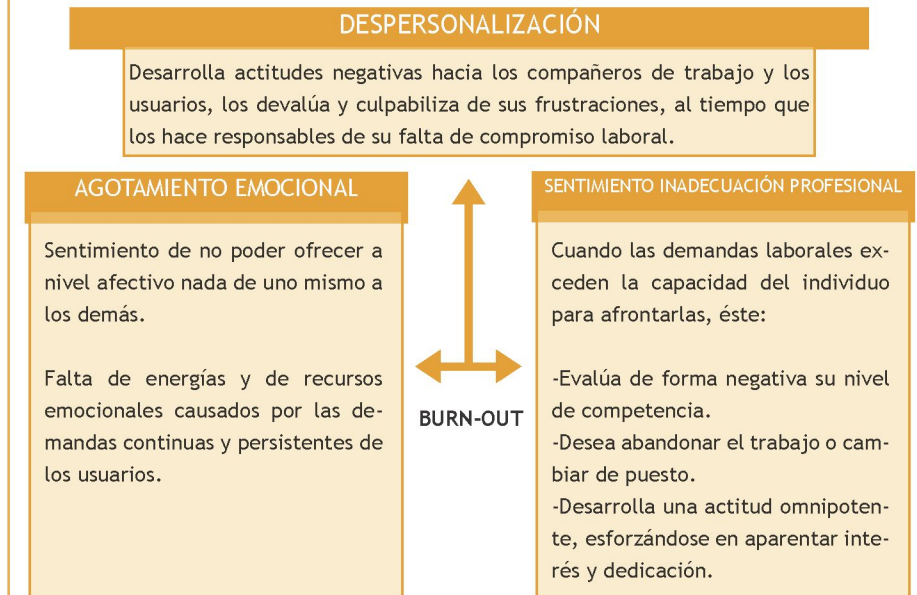 DESPERSONALIZACIÓN
Desarrolla actitudes negativas hacia los compañeros de trabajo y los
usuarios, los devalúa y culpabiliza de sus frustraciones, al tiempo que
los hace responsables de su falta de compromiso laboral.
AGOTAMIENTO EMOCIONAL
Sentimiento de no poder ofrecer a
nivel afectivo nada de uno mismo a
los demás.
Falta de energías y de recursos
emocionales causados por las de-
mandas continuas y persistentes de
los usuarios.
BURN-OUT
SENTIMIENTO INADECUACIÓN PROFESIONAL
Cuando las demandas laborales ex-
ceden la capacidad del individuo
para afrontarlas, éste:
-Evalúa de forma negativa su nivel
de competencia.
-Desea abandonar el trabajo o cam-
biar de puesto.
-Desarrolla una actitud omnipoten-
te, esforzándose en aparentar inte-
rés y dedicación.